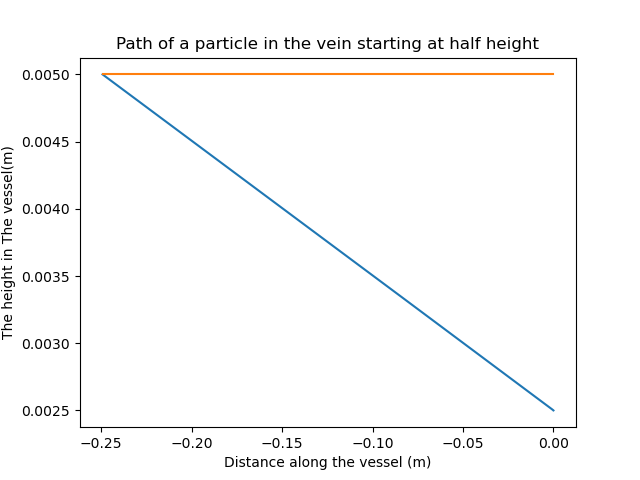 Path of a particle in the vein starting at half height
The height in The vessel(m)
0.0050
0.0045
0.0040
0.0035
0.0030
0.0025
−0.25 −0.20 −0.15 −0.10 −0.05 0.00
Distance along the vessel (m)